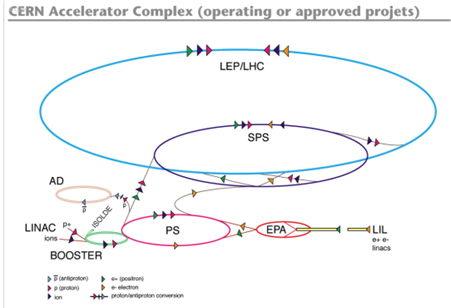 CERN Accelerator Complex (operating or approved projets)
LEP/LHC
SPS
AD
p̅
p̅
ISOLDE
LINAC P+
ions
BOOSTER
PS
EPA
LIL
e+ e-
linacs
p̅ (antiproton)
e+ (positron)
p (proton)
e- electron
ion
proton/antiproton conversion